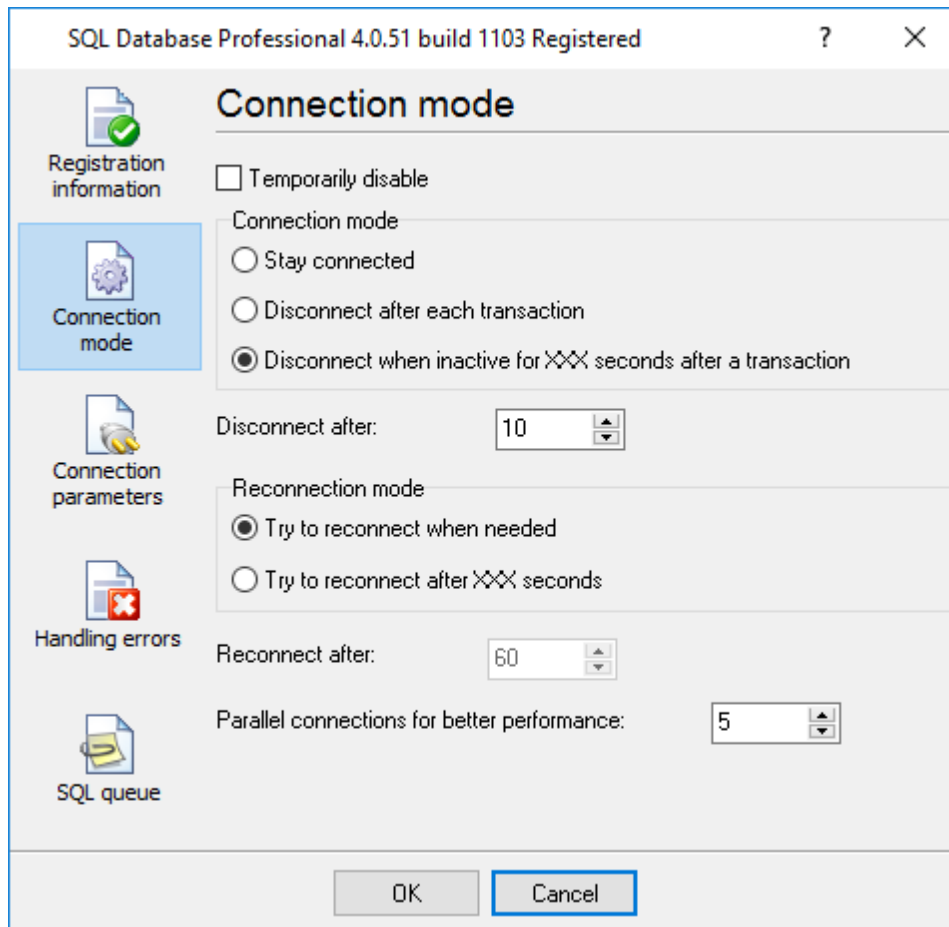 SQL Database Professional 4.0.51 build 1103 Registered
Registration
information
Connection
mode
Connection
parameters
Handling errors
SQL queue
Connection mode
Temporarily disable
Connection mode
Stay connected
Disconnect after each transaction
Disconnect when inactive for XXX seconds after a transaction
Disconnect after: 10
Reconnection mode
Try to reconnect when needed
Try to reconnect after XXX seconds
Reconnect after: 60
Parallel connections for better performance: 5
OK Cancel